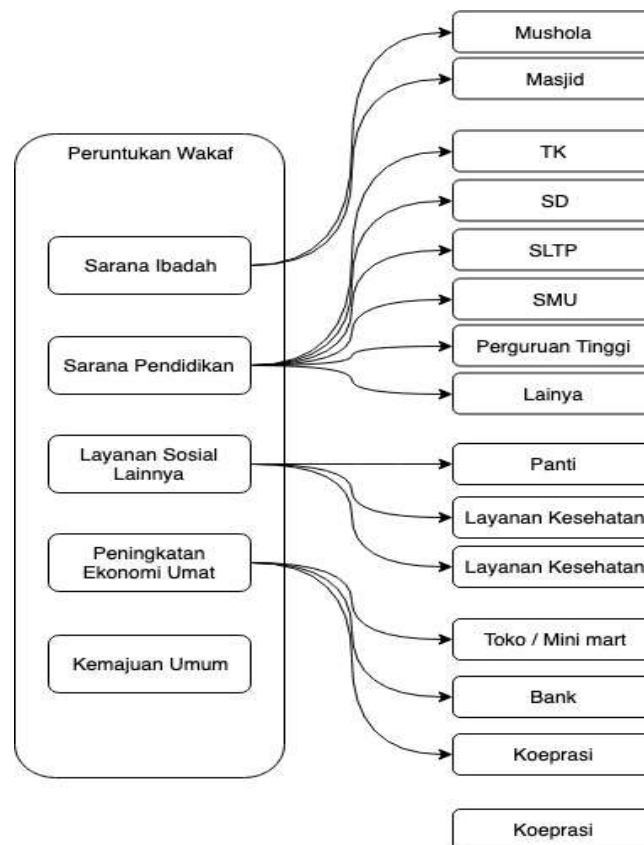 Peruntukan Wakaf
Sarana Ibadah
Sarana Pendidikan
Layanan Sosial
Lainnya
Peningkatan
Ekonomi Umat
Kemajuan Umum
Mushola
Masjid
TK
SD
SLTP
SMU
Perguruan Tinggi
Lainya
Panti
Layanan Kesehatan
Layanan Kesehatan
Toko / Mini mart
Bank
Koeprasi
Koeprasi